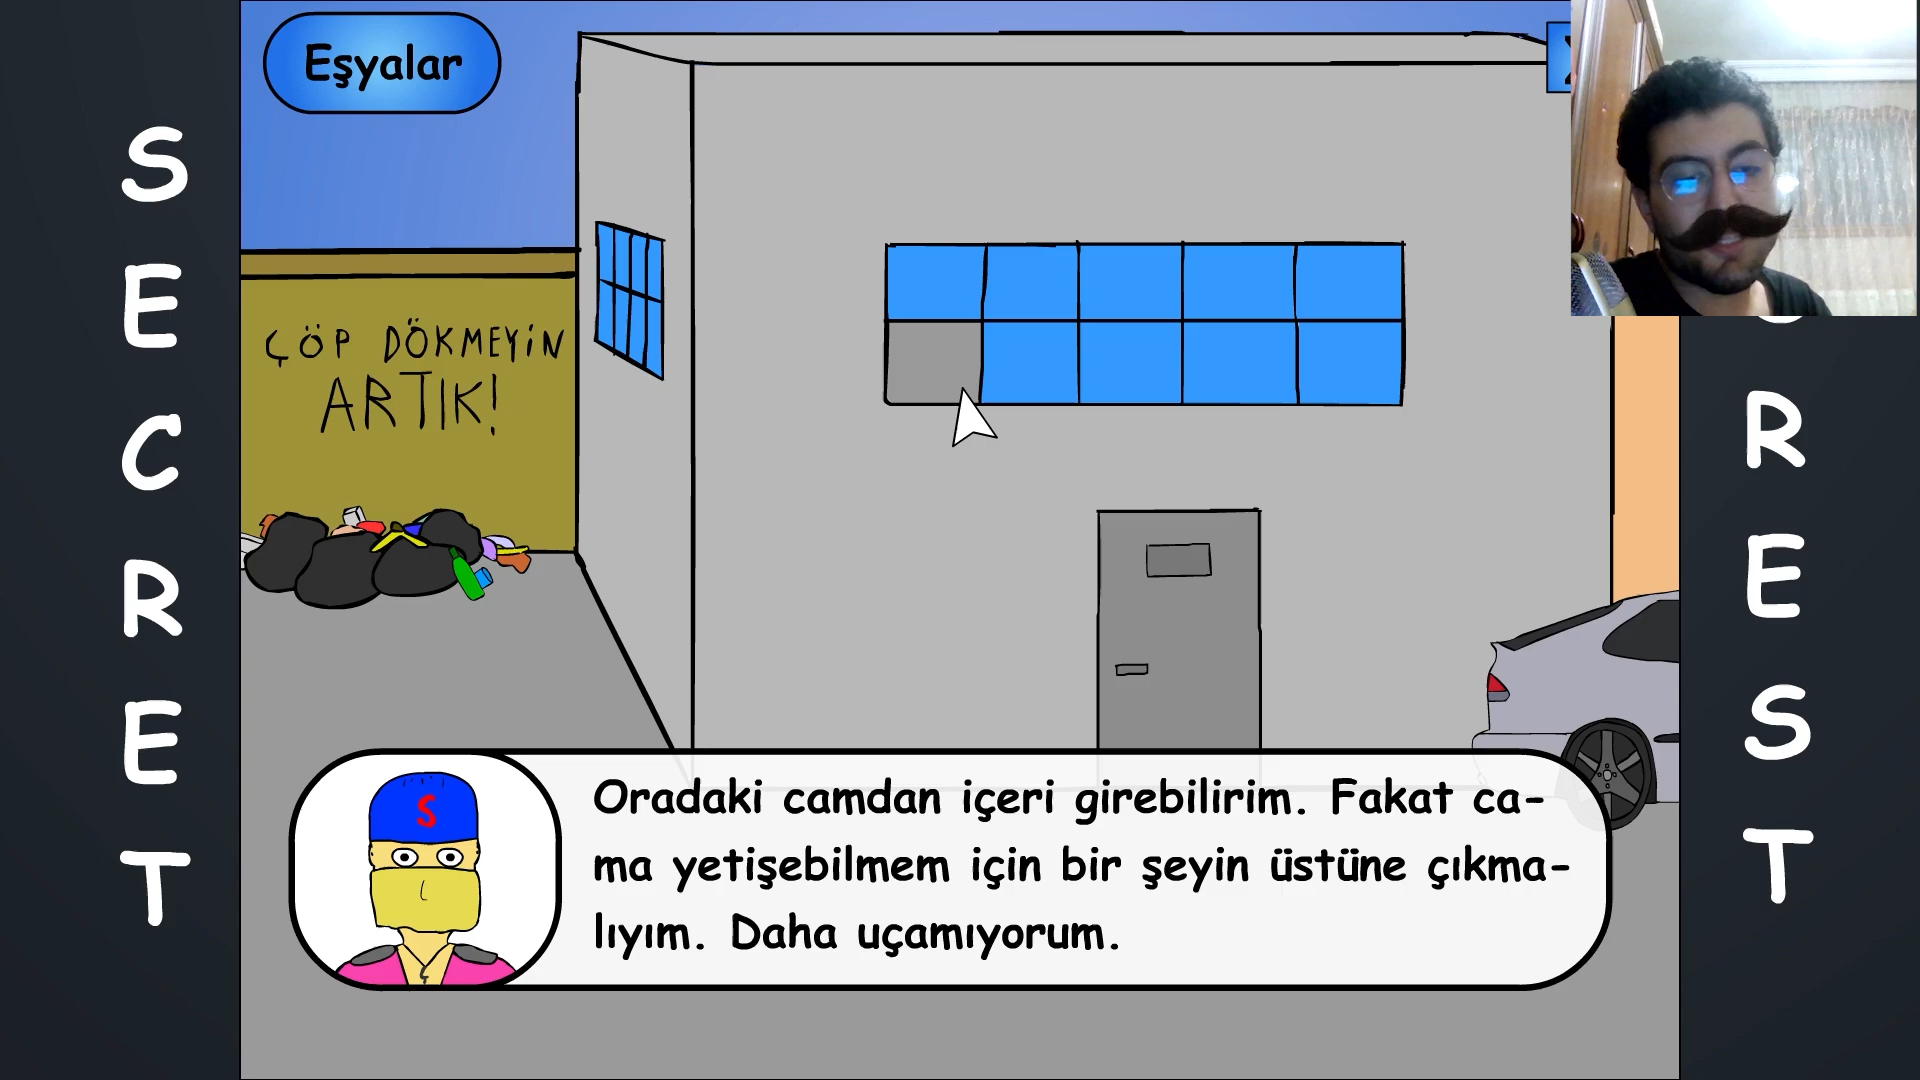 Eşyalar
SECRET
ÇÖP DÖKMEYİN
ARTIK!
S
Oradaki camdan içeri girebilirim. Fakat ca-
ma yetişebilmem için bir şeyin üstüne çıkma-
lıyım. Daha uçamıyorum.
REST